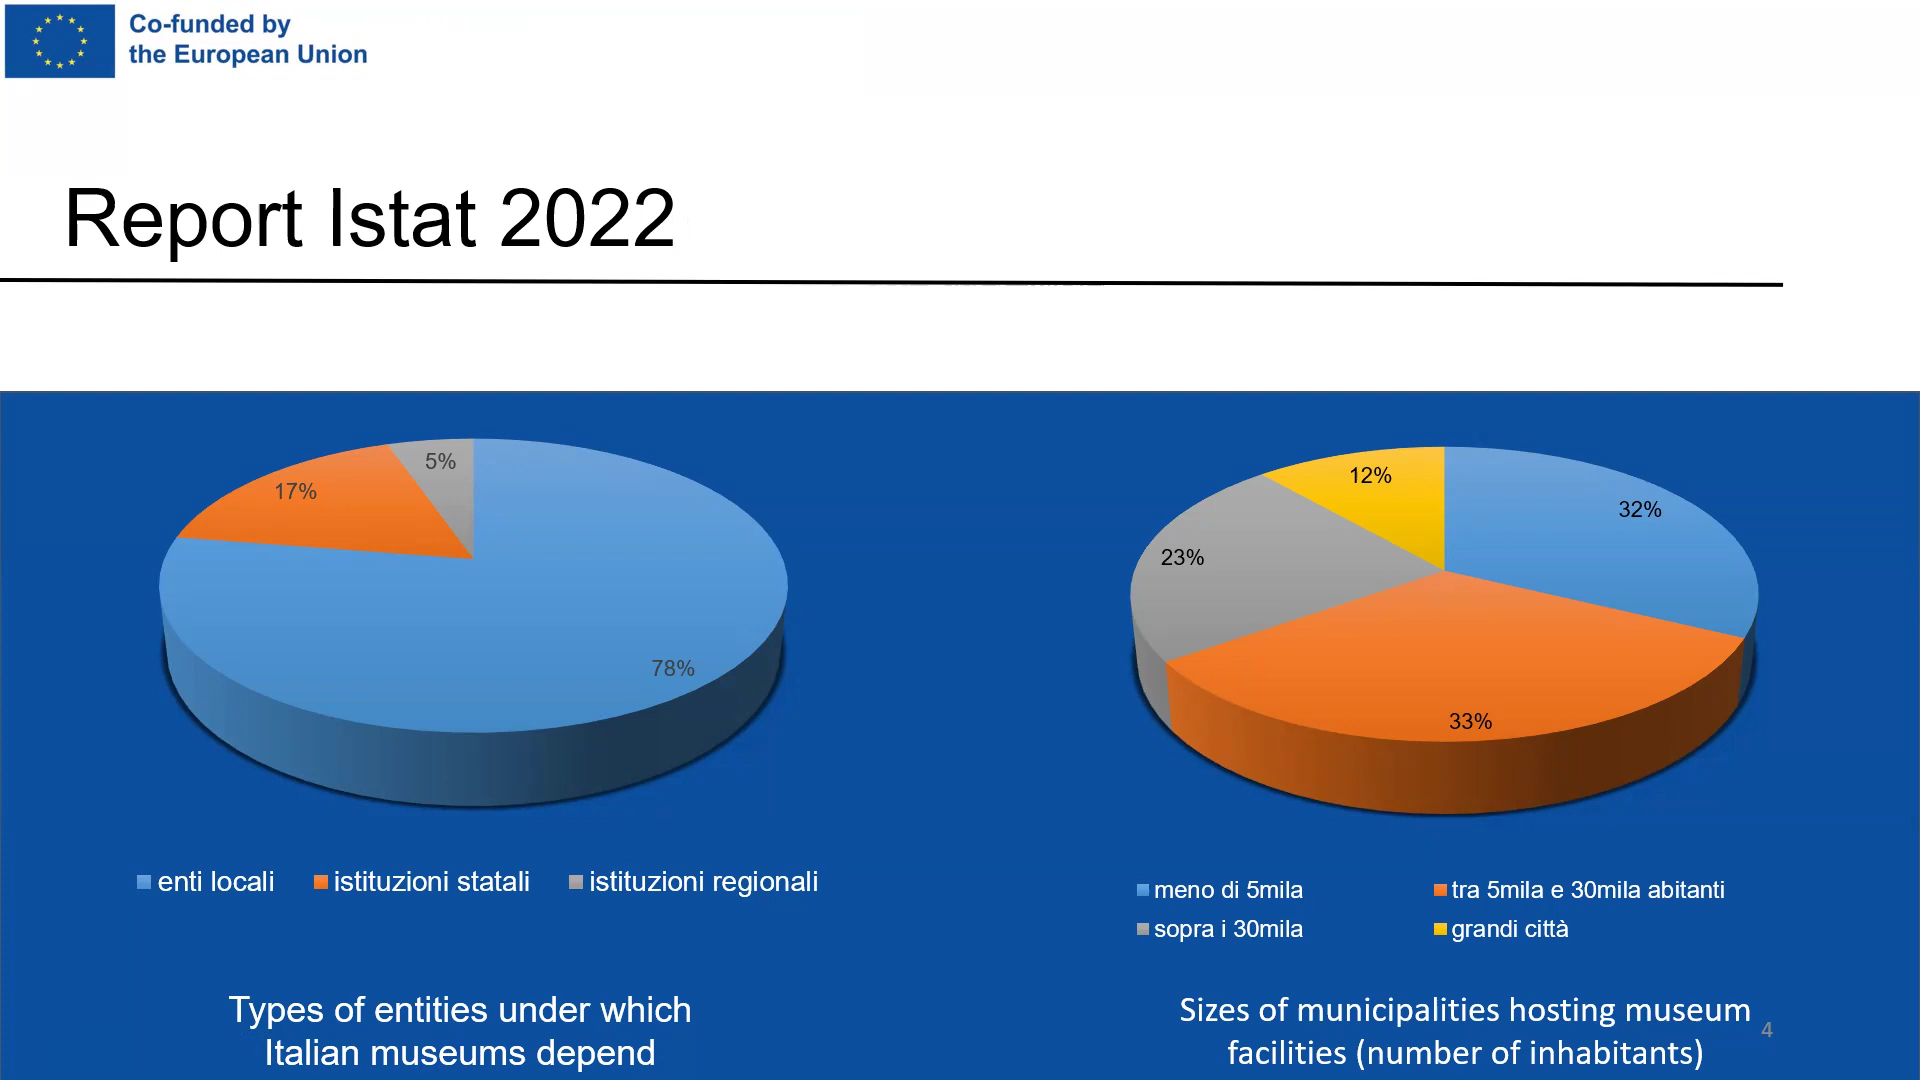 Co-funded by
the European Union
Report Istat 2022
5%
17%
78%
enti locali
istituzioni statali
istituzioni regionali
Types of entities under which
Italian museums depend
12%
32%
23%
33%
meno di 5mila
tra 5mila e 30mila abitanti
sopra i 30mila
grandi città
Sizes of municipalities hosting museum
facilities (number of inhabitants)
4